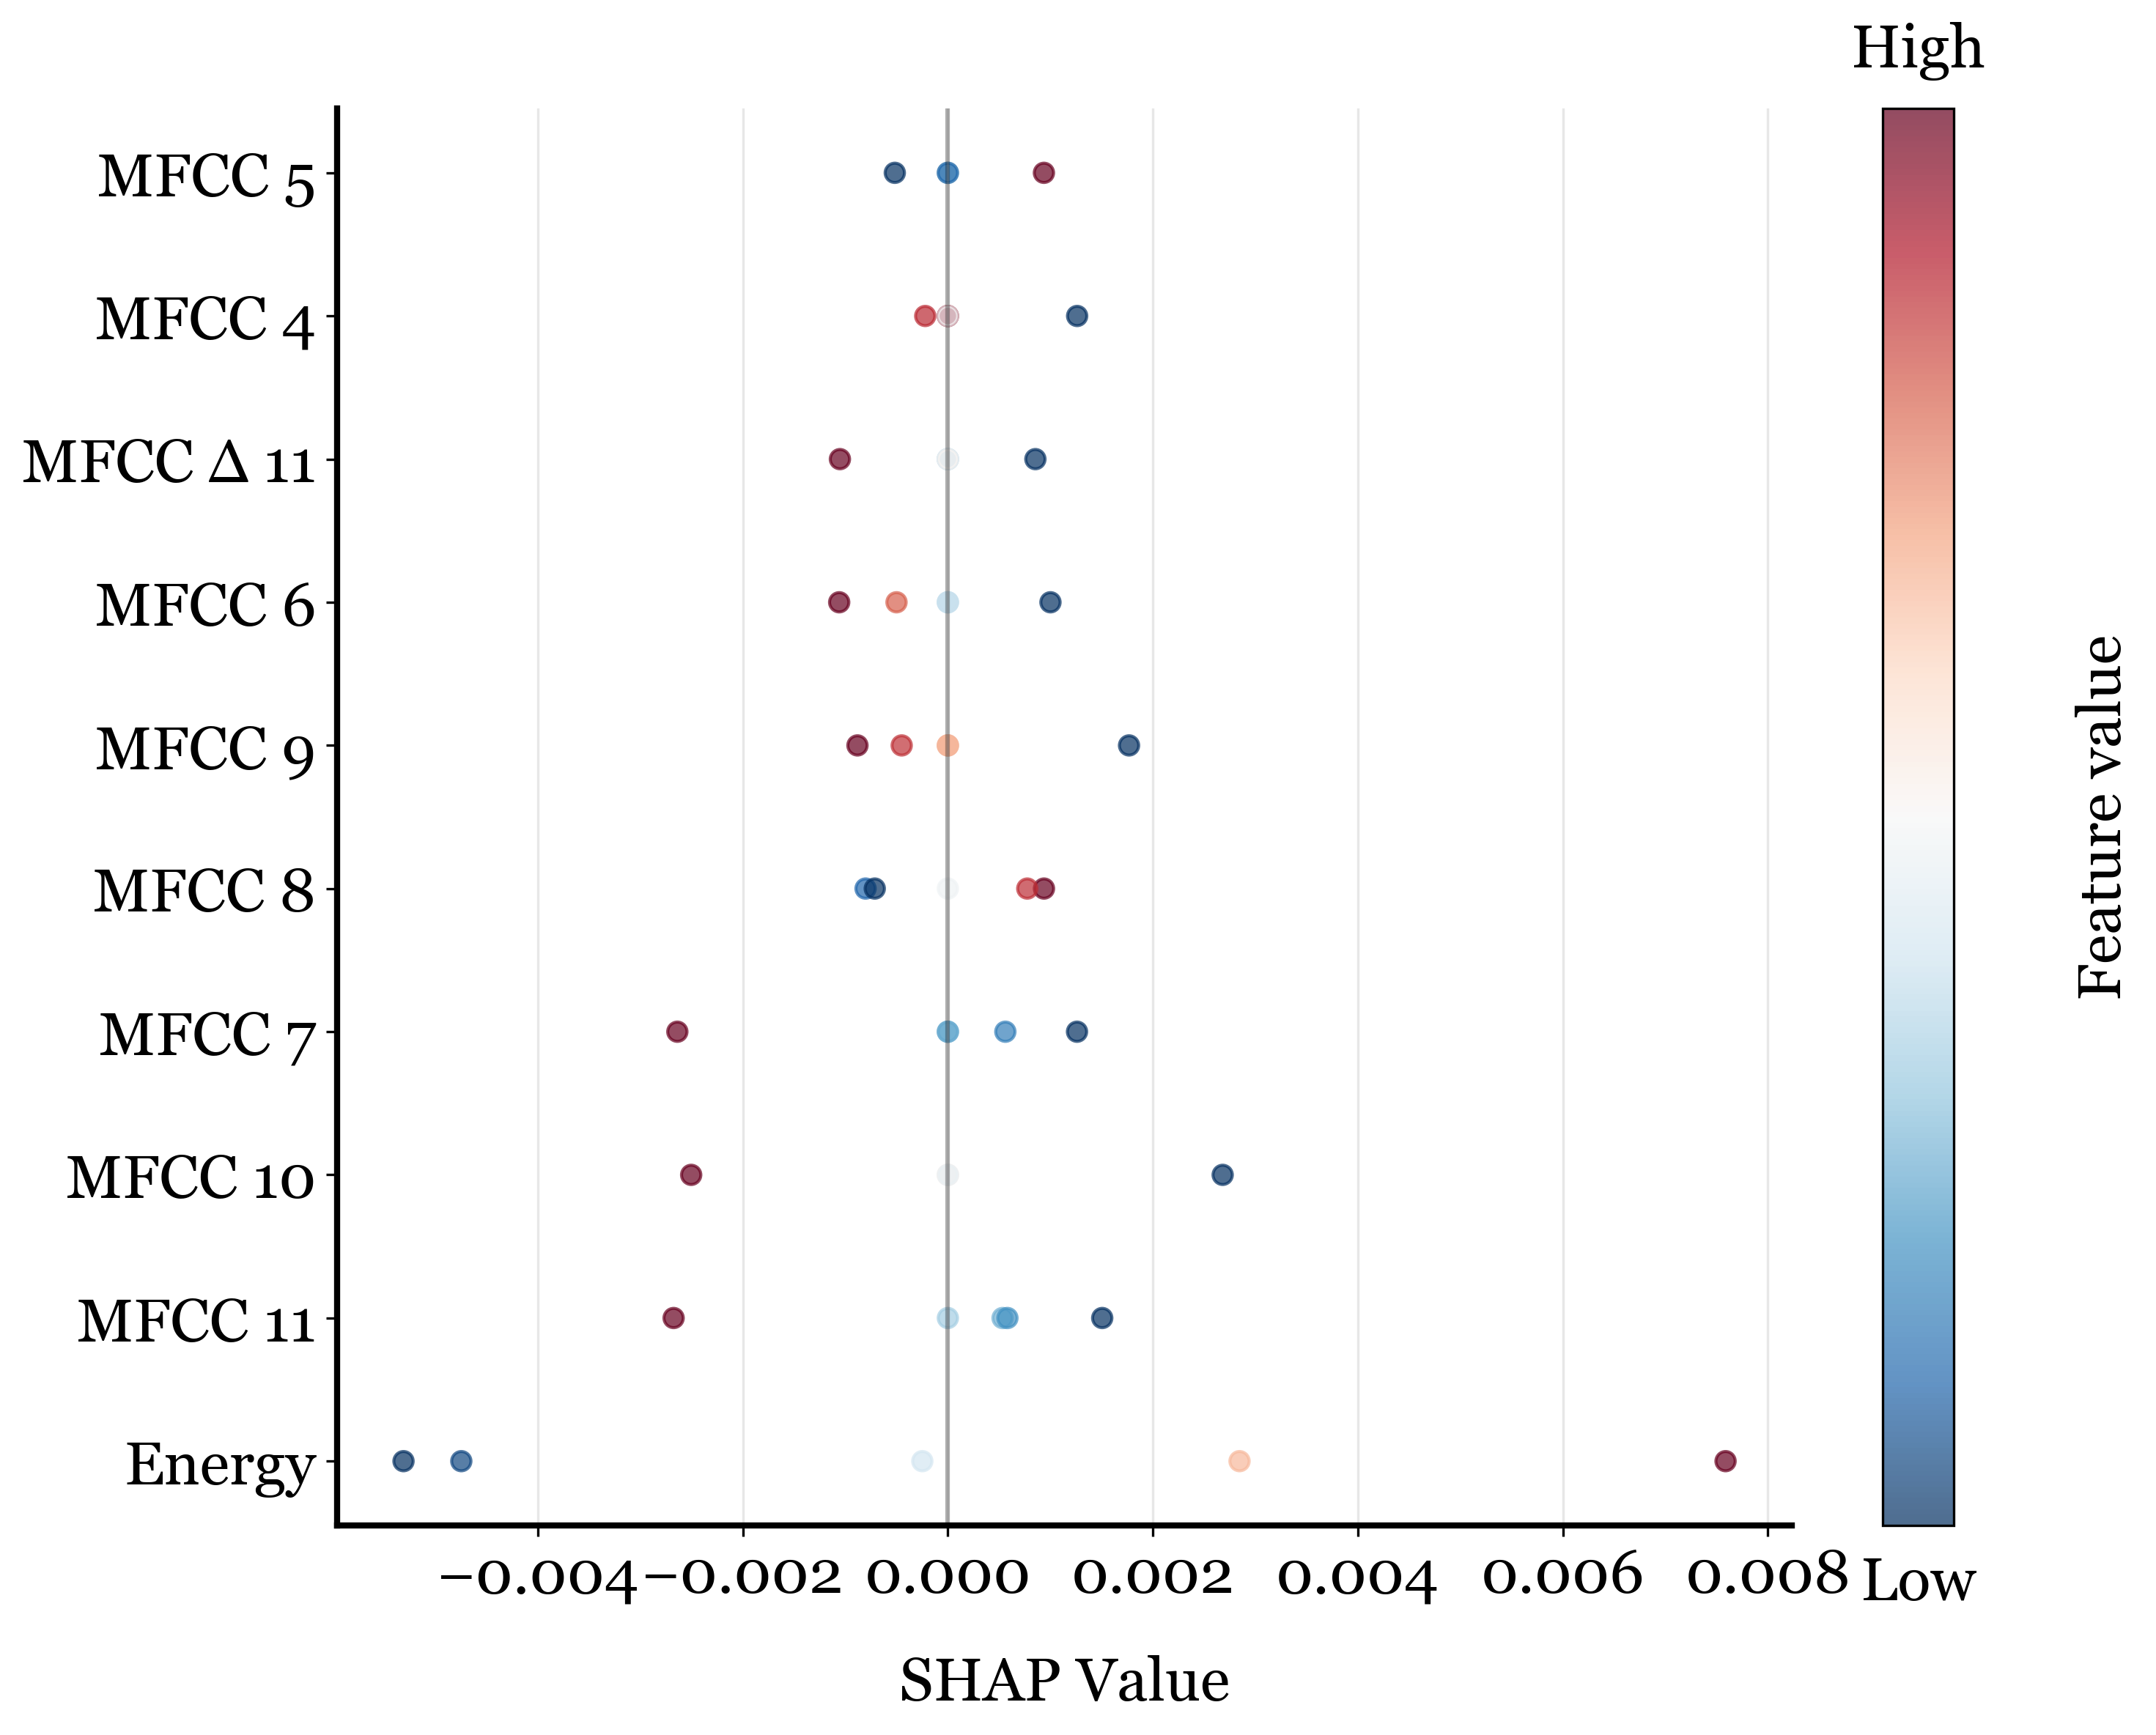 High
MFCC 5
MFCC 4
MFCC Δ 11
MFCC 6
MFCC 9
MFCC 8
MFCC 7
MFCC 10
MFCC 11
Energy
−0.004 −0.002 0.000 0.002 0.004 0.006 0.008
Low
SHAP Value
Feature value